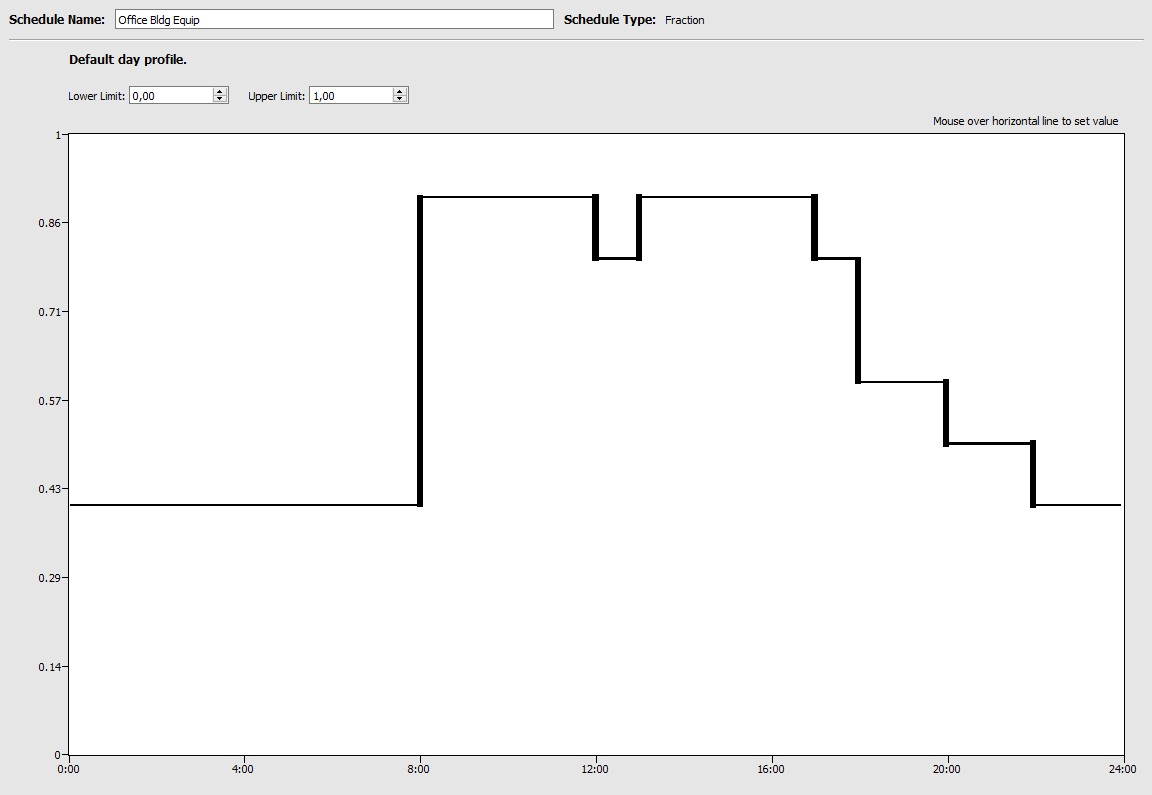 Schedule Name: Office Bldg Equip Schedule Type: Fraction
Default day profile.
Lower Limit: 0,00 Upper Limit: 1,00
Mouse over horizontal line to set value
1
0.86
0.71
0.57
0.43
0.29
0.14
0
0:00 4:00 8:00 12:00 16:00 20:00 24:00